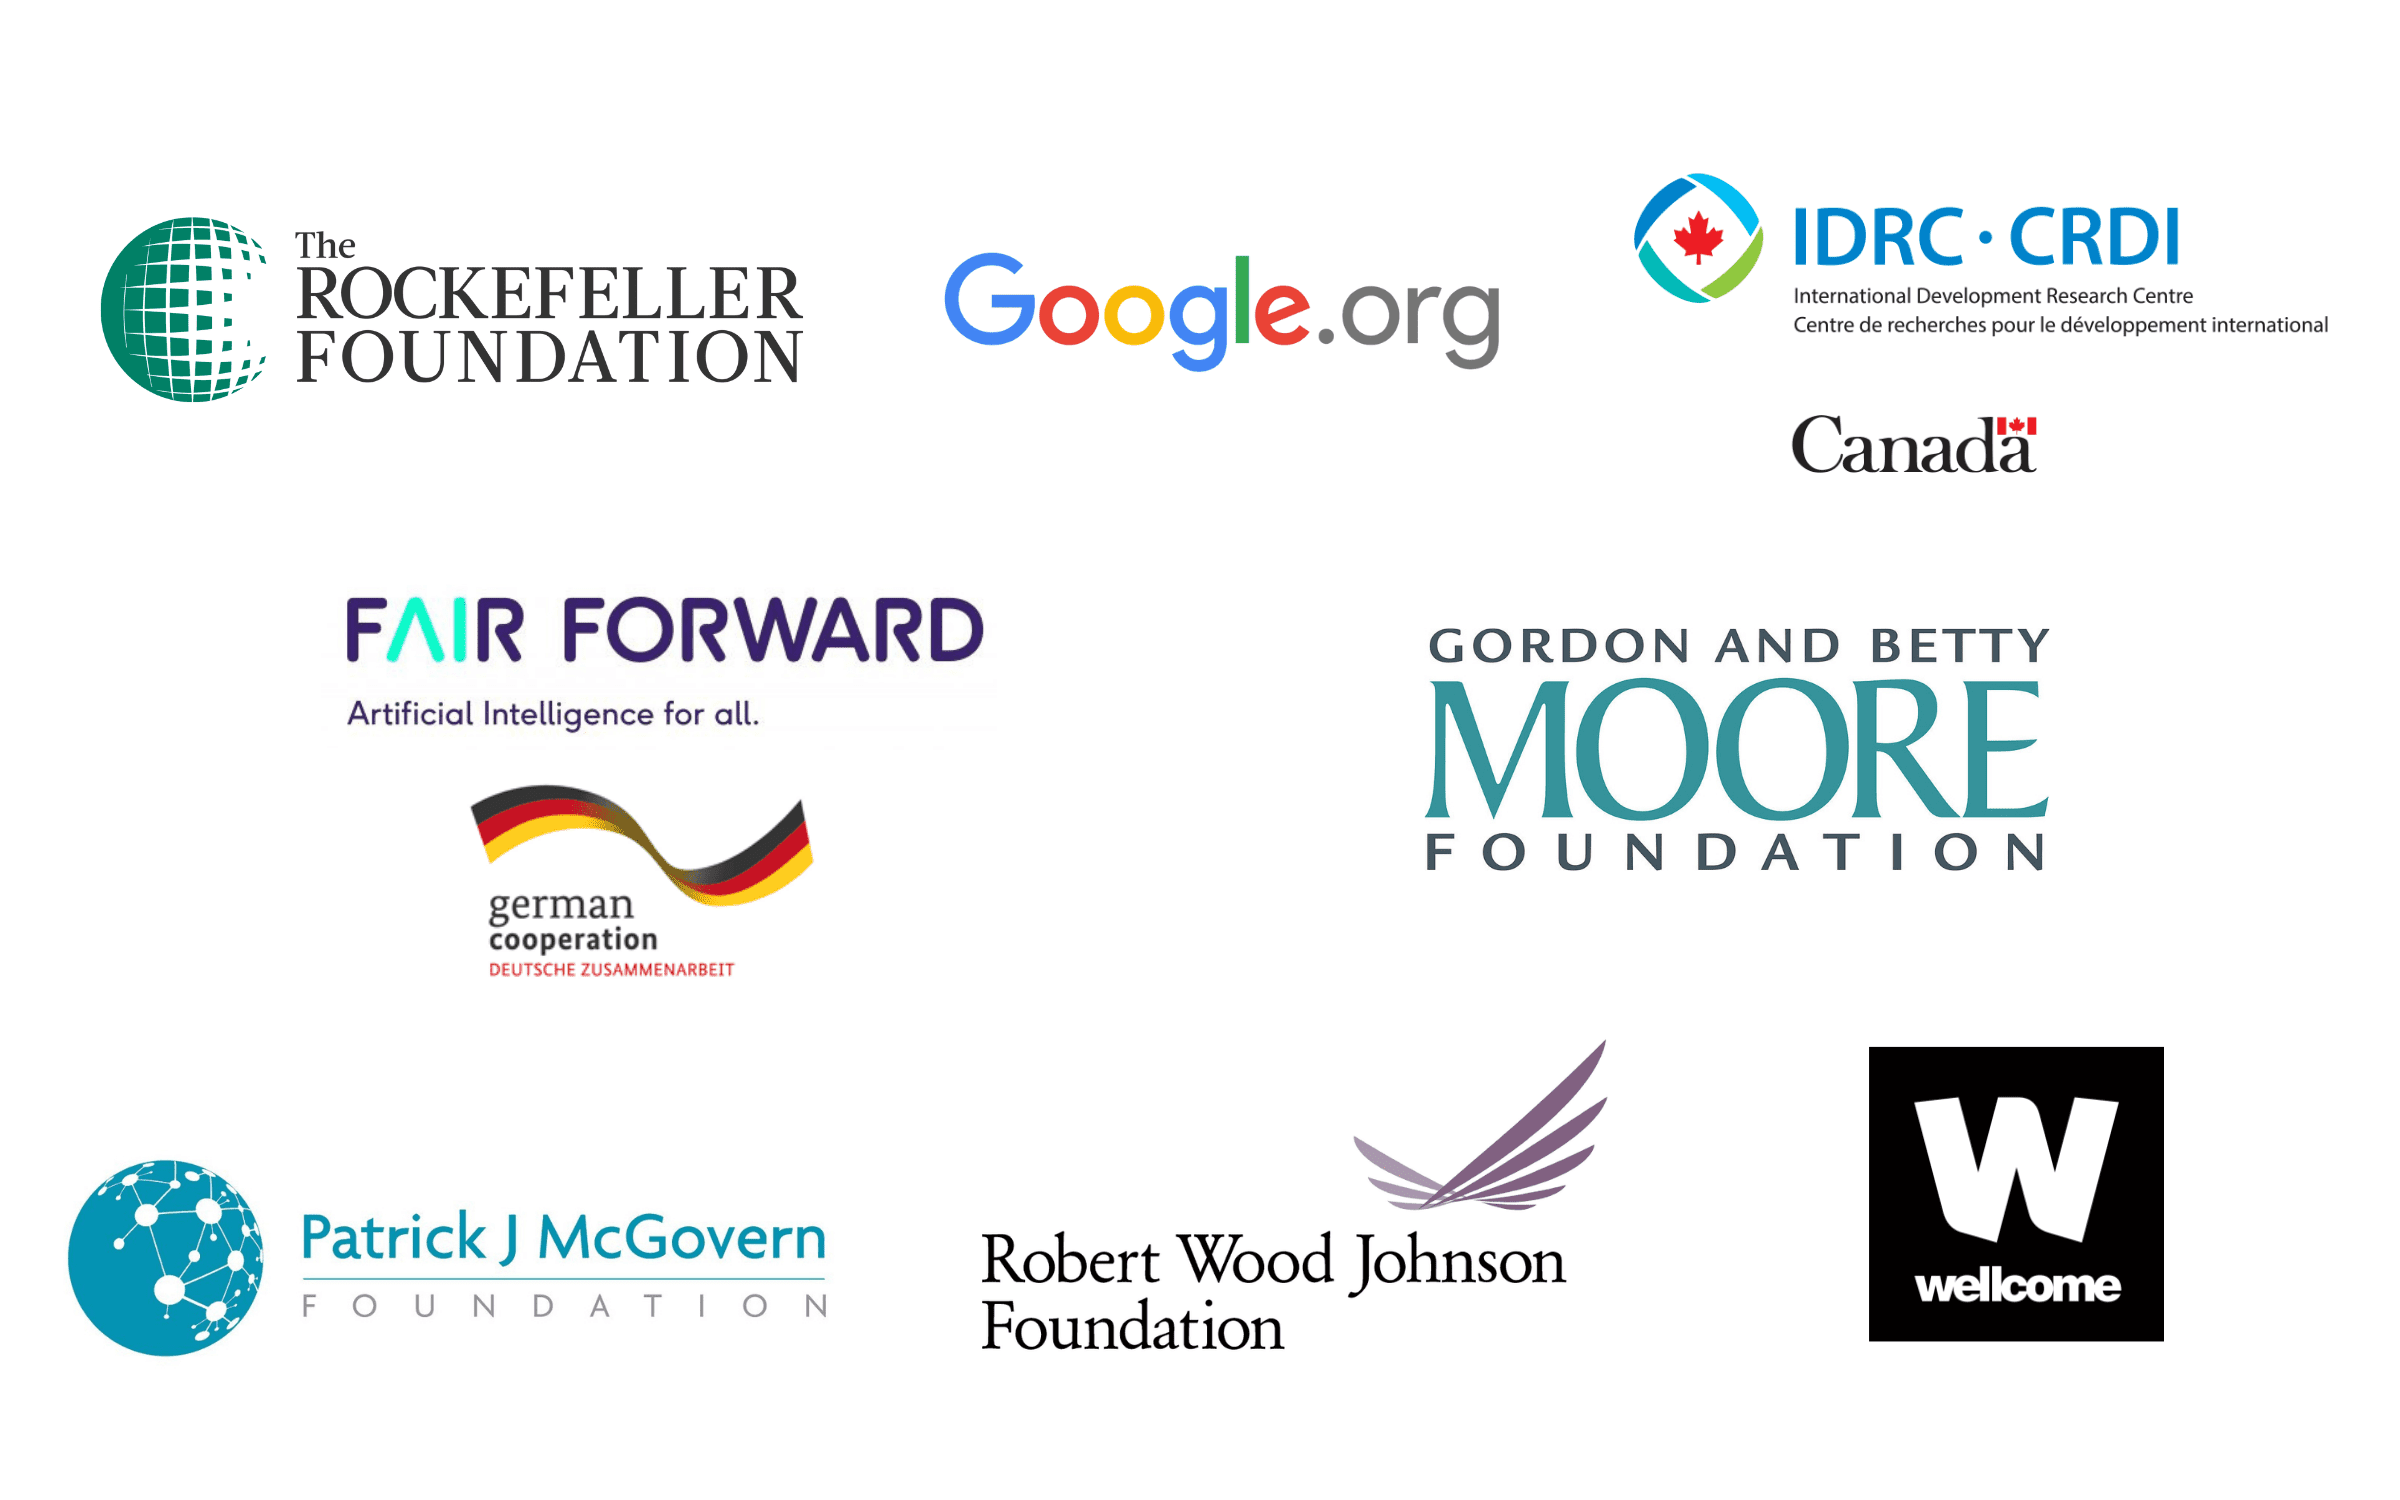 The
ROCKEFELLER
FOUNDATION
Google.org
IDRC · CRDI
International Development Research Centre
Centre de recherches pour le développement international
Canada
FAIR FORWARD
Artificial Intelligence for all.
german
cooperation
DEUTSCHE ZUSAMMENARBEIT
GORDON AND BETTY
MOORE
FOUNDATION
Patrick J McGovern
FOUNDATION
Robert Wood Johnson
Foundation
W
wellcome